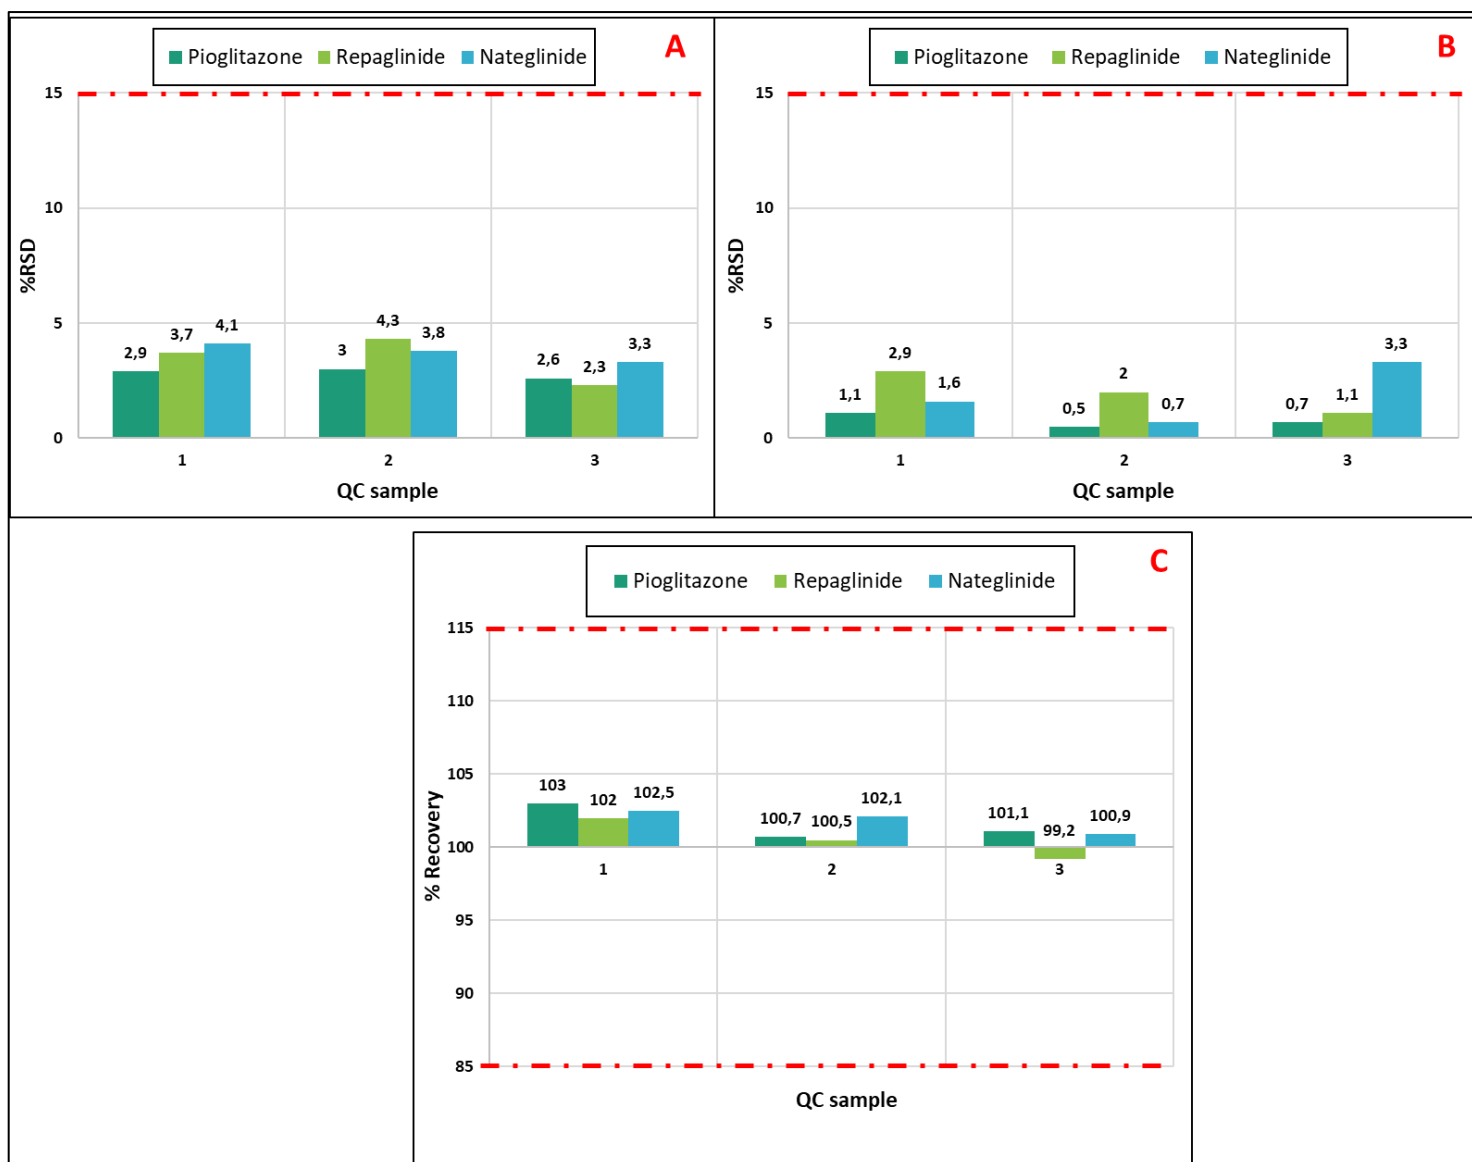 Pioglitazone Repaglinide Nateglinide
A
15
10
5
0
%RSD
2,9 3,7 4,1
3 4,3 3,8
2,6 2,3 3,3
1 2 3
QC sample
Pioglitazone Repaglinide Nateglinide
B
15
10
5
0
%RSD
1,1 2,9 1,6
0,5 2 0,7
0,7 1,1 3,3
1 2 3
QC sample
Pioglitazone Repaglinide Nateglinide
C
115
110
105
100
95
90
85
% Recovery
103 102 102,5
100,7 100,5 102,1
101,1 99,2 100,9
1 2 3
QC sample